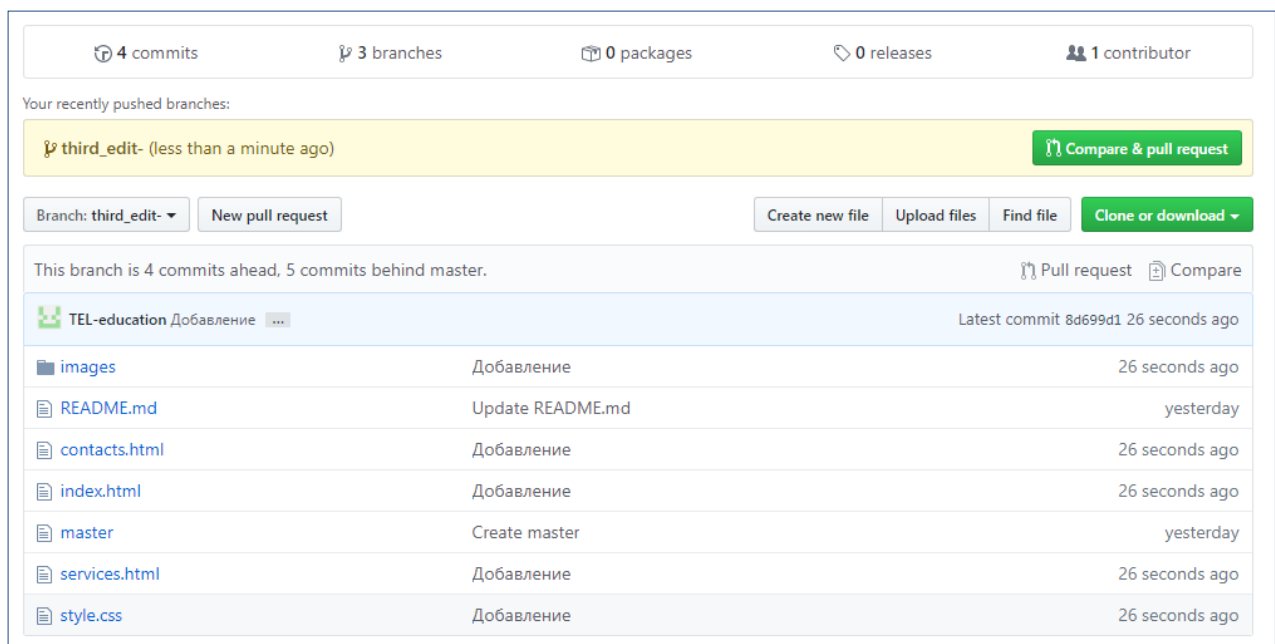 4 commits 3 branches 0 packages 0 releases 1 contributor
Your recently pushed branches:
third_edit- (less than a minute ago) Compare & pull request
Branch: third_edit- New pull request Create new file Upload files Find file Clone or download
This branch is 4 commits ahead, 5 commits behind master. Pull request Compare
TEL-education Добавление ... Latest commit 8d699d1 26 seconds ago
images Добавление 26 seconds ago
README.md Update README.md yesterday
contacts.html Добавление 26 seconds ago
index.html Добавление 26 seconds ago
master Create master yesterday
services.html Добавление 26 seconds ago
style.css Добавление 26 seconds ago